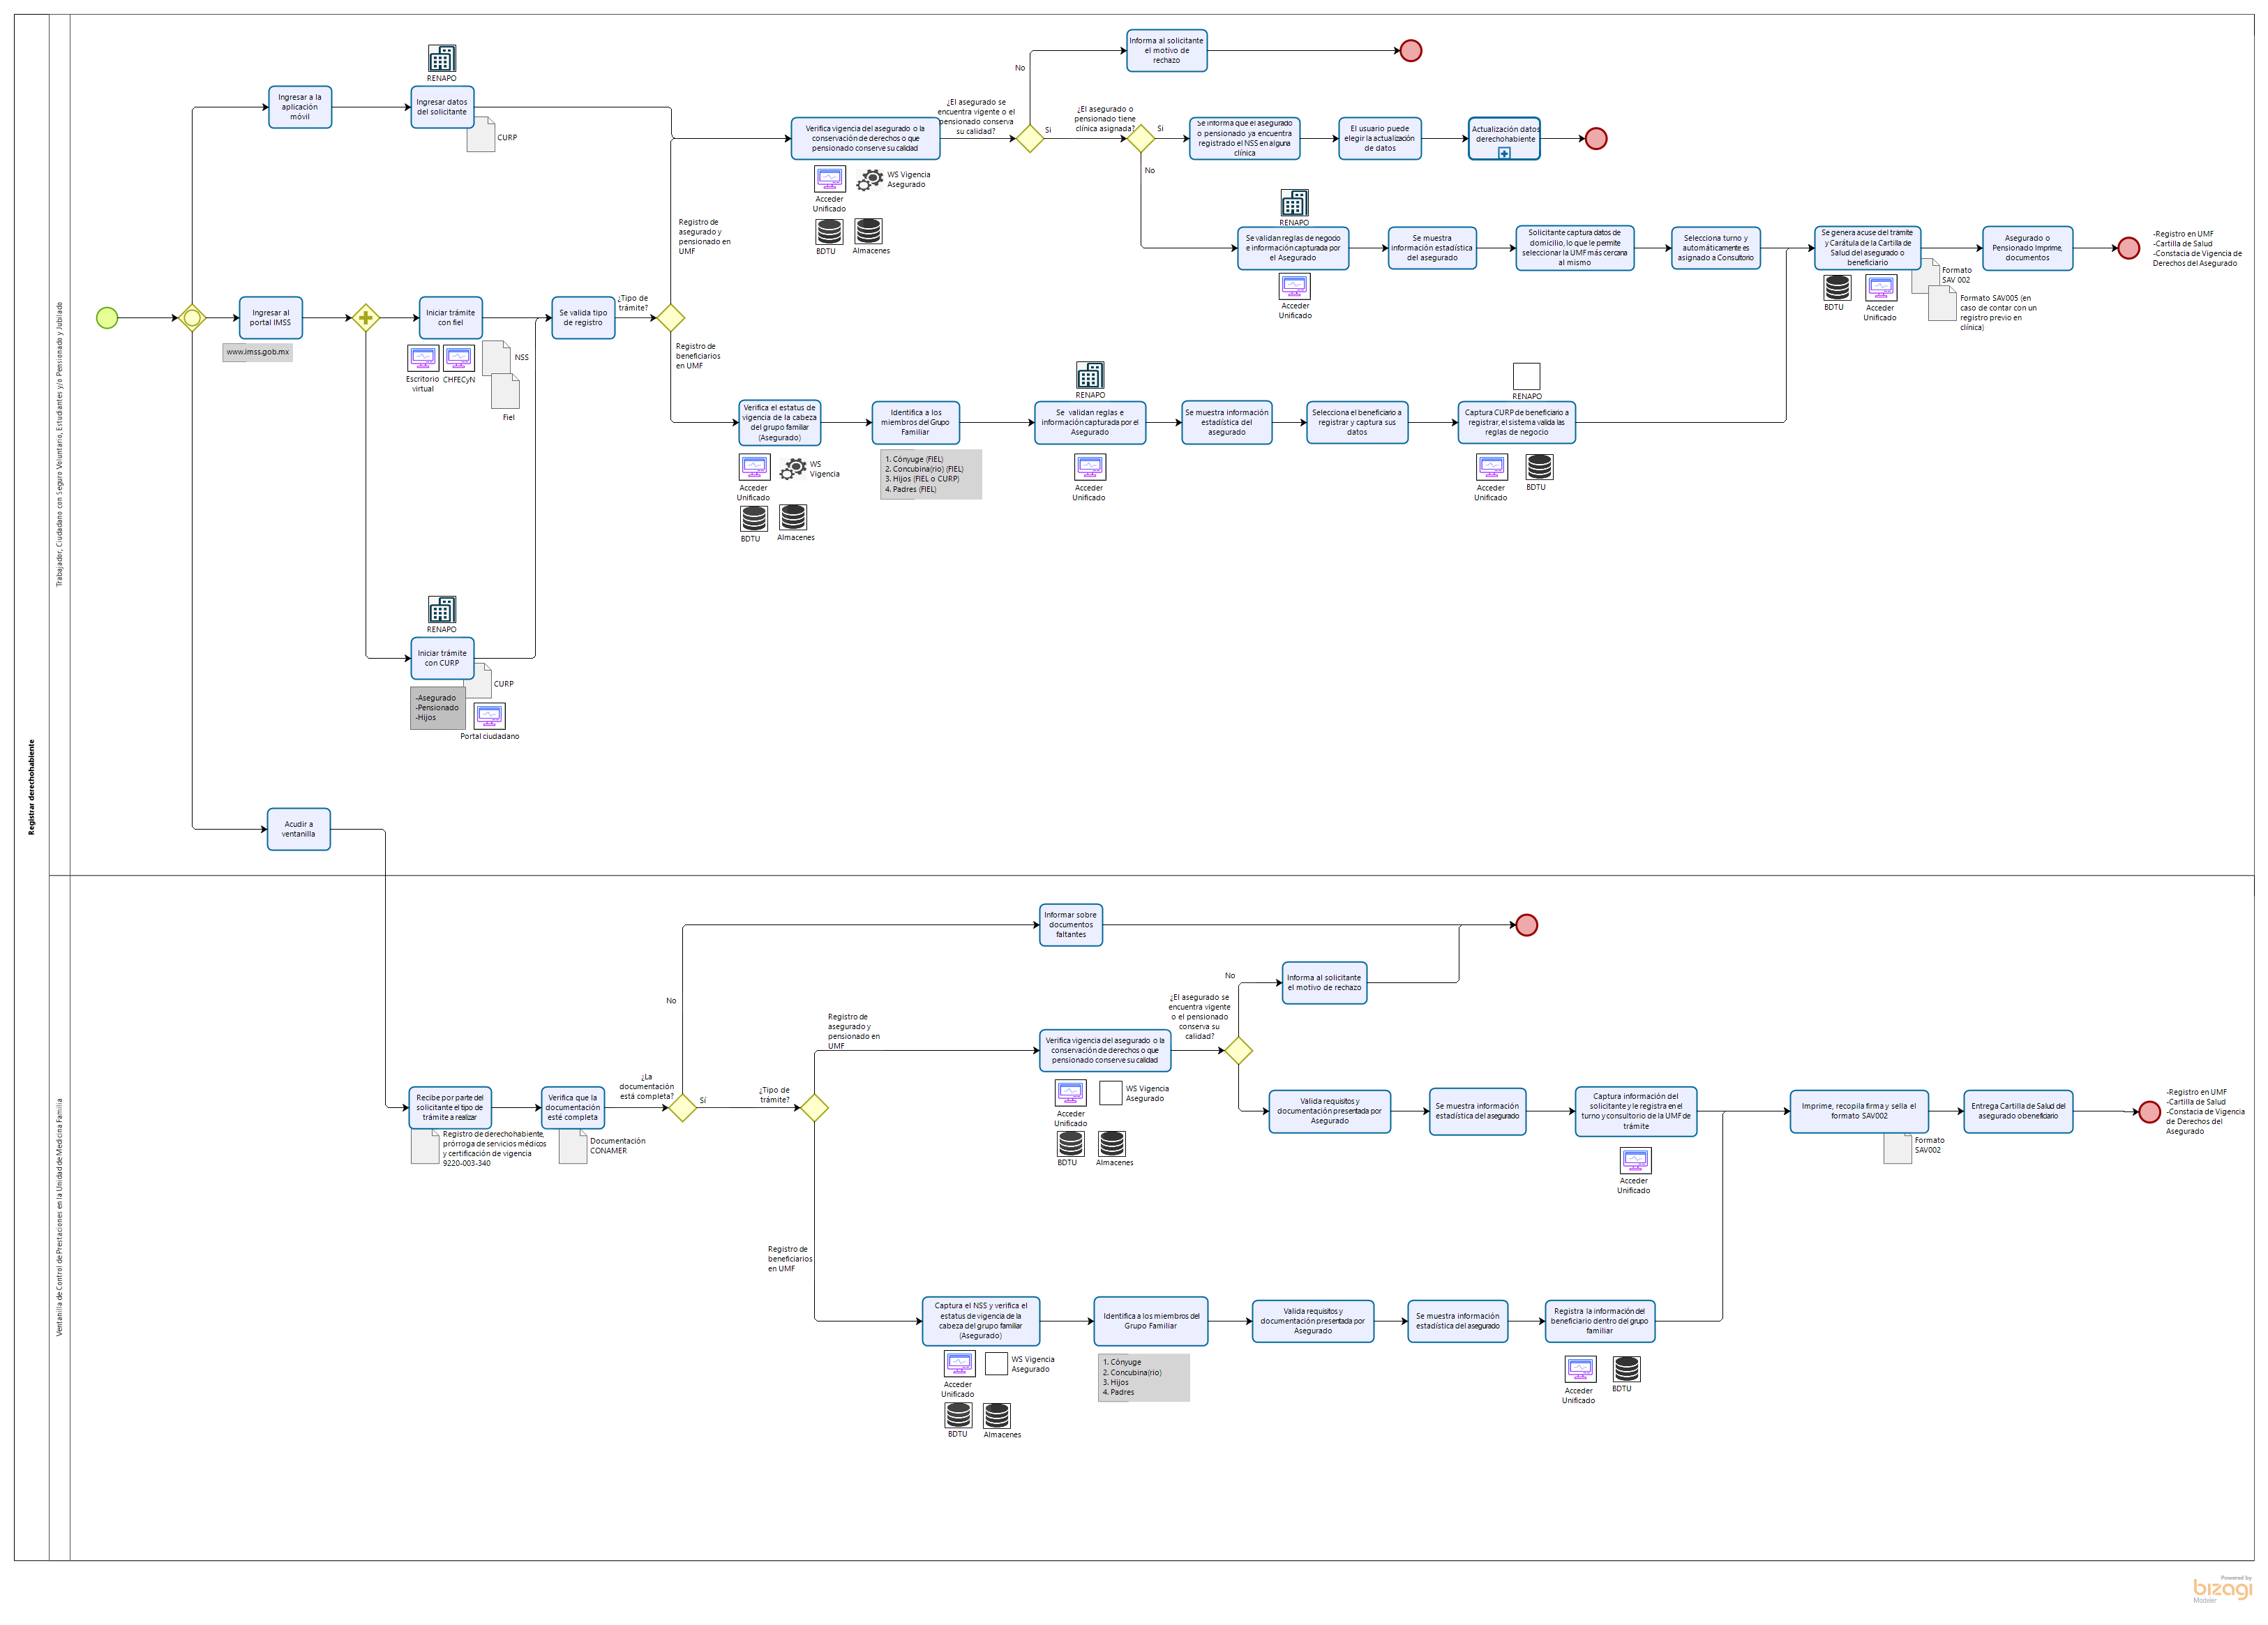 Registrar derechohabiente
Trabajador, Ciudadano con Seguro Voluntario, Estudiantes y/o Pensionado y Jubilado
RENAPO
Ingresar a la
aplicación
móvil
Ingresar datos
del solicitante
CURP
Informa al solicitante
el motivo de
rechazo
No
Verifica vigencia del asegurado o la
conservación de derechos o que
pensionado conserve su calidad
¿El asegurado se
encuentra vigente o el
pensionado conserva
su calidad?
Si
¿El asegurado o
pensionado tiene
clínica asignada?
Si
No
Se informa que el asegurado
o pensionado ya encuentra
registrado el NSS en alguna
clínica
El usuario puede
elegir la actualización
de datos
Actualización datos
derechohabiente
Acceder
Unificado
WS Vigencia
Asegurado
BDTU
Almacenes
Registro de
asegurado y
pensionado en
UMF
RENAPO
Se validan reglas de negocio
e información capturada por
el Asegurado
Acceder
Unificado
Se muestra
información estadística
del asegurado
Solicitante captura datos de
domicilio, lo que le permite
seleccionar la UMF más cercana
al mismo
Selecciona turno y
automáticamente es
asignado a Consultorio
Se genera acuse del trámite
y Carátula de la Cartilla de
Salud del asegurado o
beneficiario
BDTU
Acceder
Unificado
Formato
SAV 002
Formato SAV005 (en
caso de contar con un
registro previo en
clínica)
Asegurado o
Pensionado Imprime,
documentos
-Registro en UMF
-Cartilla de Salud
-Constacia de Vigencia de
Derechos del Asegurado
Ingresar al
portal IMSS
www.imss.gob.mx
Iniciar trámite
con fiel
Escritorio
virtual
CHFECyN
NSS
Fiel
Se valida tipo
de registro
¿Tipo de
trámite?
Registro de
beneficiarios
en UMF
Verifica el estatus de
vigencia de la cabeza
del grupo familiar
(Asegurado)
Acceder
Unificado
WS
Vigencia
BDTU
Almacenes
Identifica a los
miembros del Grupo
Familiar
1. Cónyuge (FIEL)
2. Concubina(rio) (FIEL)
3. Hijos (FIEL o CURP)
4. Padres (FIEL)
RENAPO
Se validan reglas e
información capturada por el
Asegurado
Acceder
Unificado
Se muestra información
estadística del
asegurado
Selecciona el beneficiario a
registrar y captura sus
datos
RENAPO
Captura CURP de beneficiario a
registrar, el sistema valida las
reglas de negocio
Acceder
Unificado
BDTU
RENAPO
Iniciar trámite
con CURP
CURP
-Asegurado
-Pensionado
-Hijos
Portal ciudadano
Acudir a
ventanilla
Ventanilla de Control de Prestaciones en la Unidad de Medicina Familia
Informar sobre
documentos
faltantes
No
Informa al solicitante
el motivo de rechazo
No
¿El asegurado se
encuentra vigente
o el pensionado
conserva su
calidad?
Registro de
asegurado y
pensionado en
UMF
Verifica vigencia del asegurado o la
conservación de derechos o que
pensionado conserve su calidad
Acceder
Unificado
WS Vigencia
Asegurado
BDTU
Almacenes
Recibe por parte del
solicitante el tipo de
trámite a realizar
Registro de derechohabiente,
prórroga de servicios médicos
y certificación de vigencia
9220-003-340
Verifica que la
documentación
esté completa
Documentación
CONAMER
¿La
documentación
está completa?
Sí
¿Tipo de
trámite?
Valida requisitos y
documentación presentada por
Asegurado
Se muestra información
estadística del asegurado
Captura información del
solicitante y le registra en el
turno y consultorio de la UMF de
trámite
Acceder
Unificado
Imprime, recopila firma y sella el
formato SAV002
Formato
SAV002
Entrega Cartilla de Salud del
asegurado obeneficiario
-Registro en UMF
-Cartilla de Salud
-Constacia de Vigencia
de Derechos del
Asegurado
Registro de
beneficiarios
en UMF
Captura el NSS y verifica el
estatus de vigencia de la
cabeza del grupo familiar
(Asegurado)
Acceder
Unificado
WS Vigencia
Asegurado
BDTU
Almacenes
Identifica a los miembros del
Grupo Familiar
1. Cónyuge
2. Concubina(rio)
3. Hijos
4. Padres
Valida requisitos y
documentación presentada por
Asegurado
Se muestra información
estadística del asegurado
Registra la información del
beneficiario dentro del grupo
familiar
Acceder
Unificado
BDTU
Powered by
bizagi
Modeler